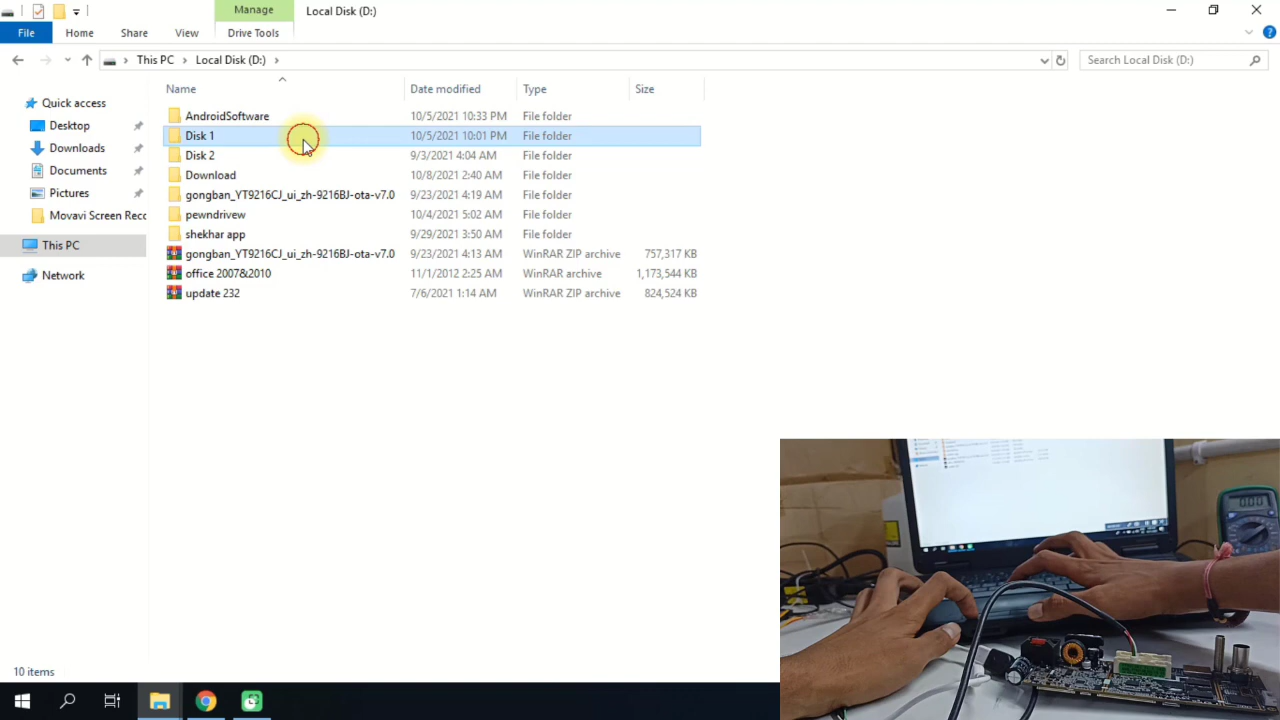 Manage
Local Disk (D:)
File
Home
Share
View
Drive Tools
This PC
Local Disk (D:)
Search Local Disk (D:)
Name
Date modified
Type
Size
Quick access
Desktop
Downloads
Documents
Pictures
Movavi Screen Reco
This PC
Network
AndroidSoftware 10/5/2021 10:33 PM File folder
Disk 1 10/5/2021 10:01 PM File folder
Disk 2 9/3/2021 4:04 AM File folder
Download 10/8/2021 2:40 AM File folder
gongban_YT9216CJ_ui_zh-9216BJ-ota-v7.0 9/23/2021 4:19 AM File folder
pewndrivew 10/4/2021 5:02 AM File folder
shekhar app 9/29/2021 3:50 AM File folder
gongban_YT9216CJ_ui_zh-9216BJ-ota-v7.0 9/23/2021 4:13 AM WinRAR ZIP archive 757,317 KB
office 2007&2010 11/1/2012 2:25 AM WinRAR archive 1,173,544 KB
update 232 7/6/2021 1:14 AM WinRAR ZIP archive 824,524 KB
10 items
0.00